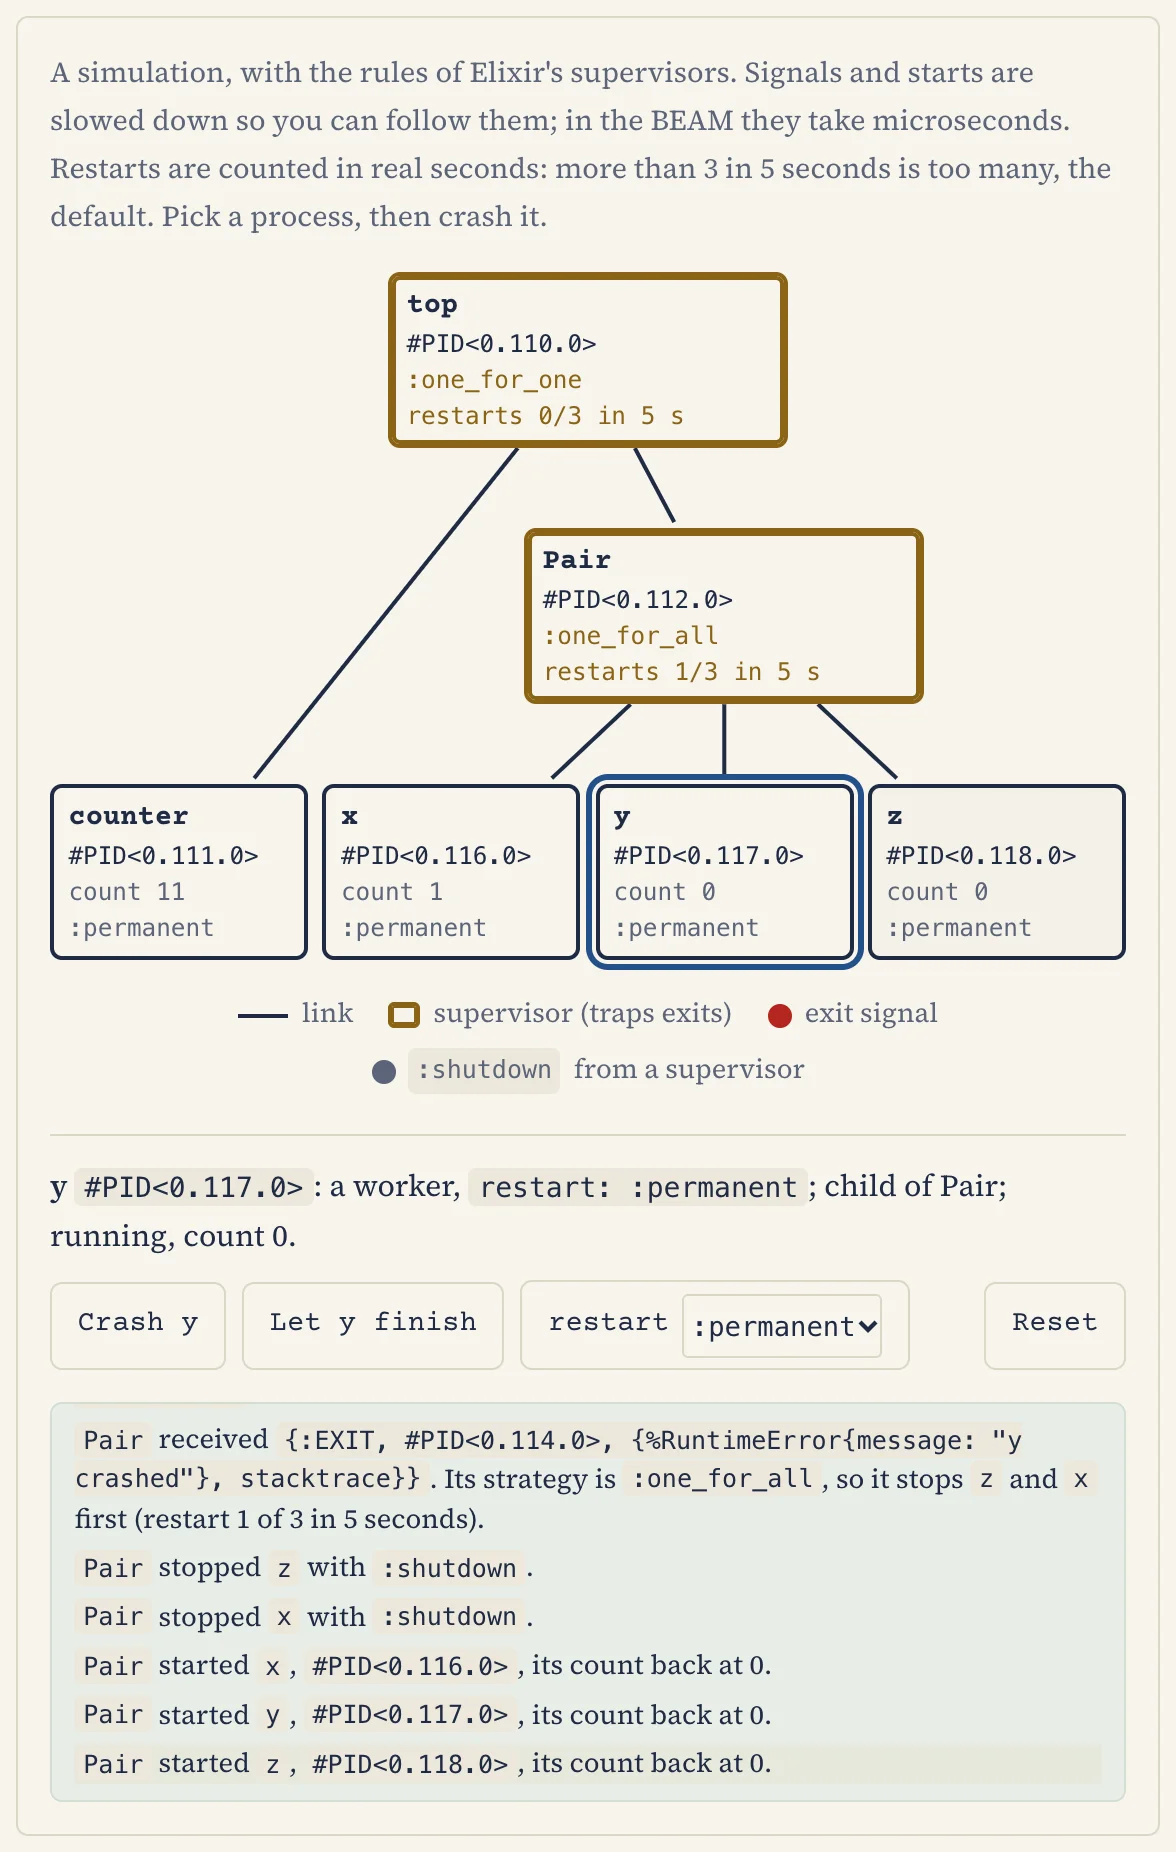 A simulation, with the rules of Elixir's supervisors. Signals and starts are
slowed down so you can follow them; in the BEAM they take microseconds.
Restarts are counted in real seconds: more than 3 in 5 seconds is too many, the
default. Pick a process, then crash it.
top
#PID<0.110.0>
:one_for_one
restarts 0/3 in 5 s
Pair
#PID<0.112.0>
:one_for_all
restarts 1/3 in 5 s
counter
#PID<0.111.0>
count 11
:permanent
x
#PID<0.116.0>
count 1
:permanent
y
#PID<0.117.0>
count 0
:permanent
z
#PID<0.118.0>
count 0
:permanent
link supervisor (traps exits) exit signal
:shutdown from a supervisor
y #PID<0.117.0>: a worker, restart: :permanent; child of Pair;
running, count 0.
Crash y Let y finish restart :permanent Reset
Pair received {:EXIT, #PID<0.114.0>, {%RuntimeError{message: "y
crashed"}, stacktrace}}. Its strategy is :one_for_all, so it stops z and x
first (restart 1 of 3 in 5 seconds).
Pair stopped z with :shutdown.
Pair stopped x with :shutdown.
Pair started x, #PID<0.116.0>, its count back at 0.
Pair started y, #PID<0.117.0>, its count back at 0.
Pair started z, #PID<0.118.0>, its count back at 0.